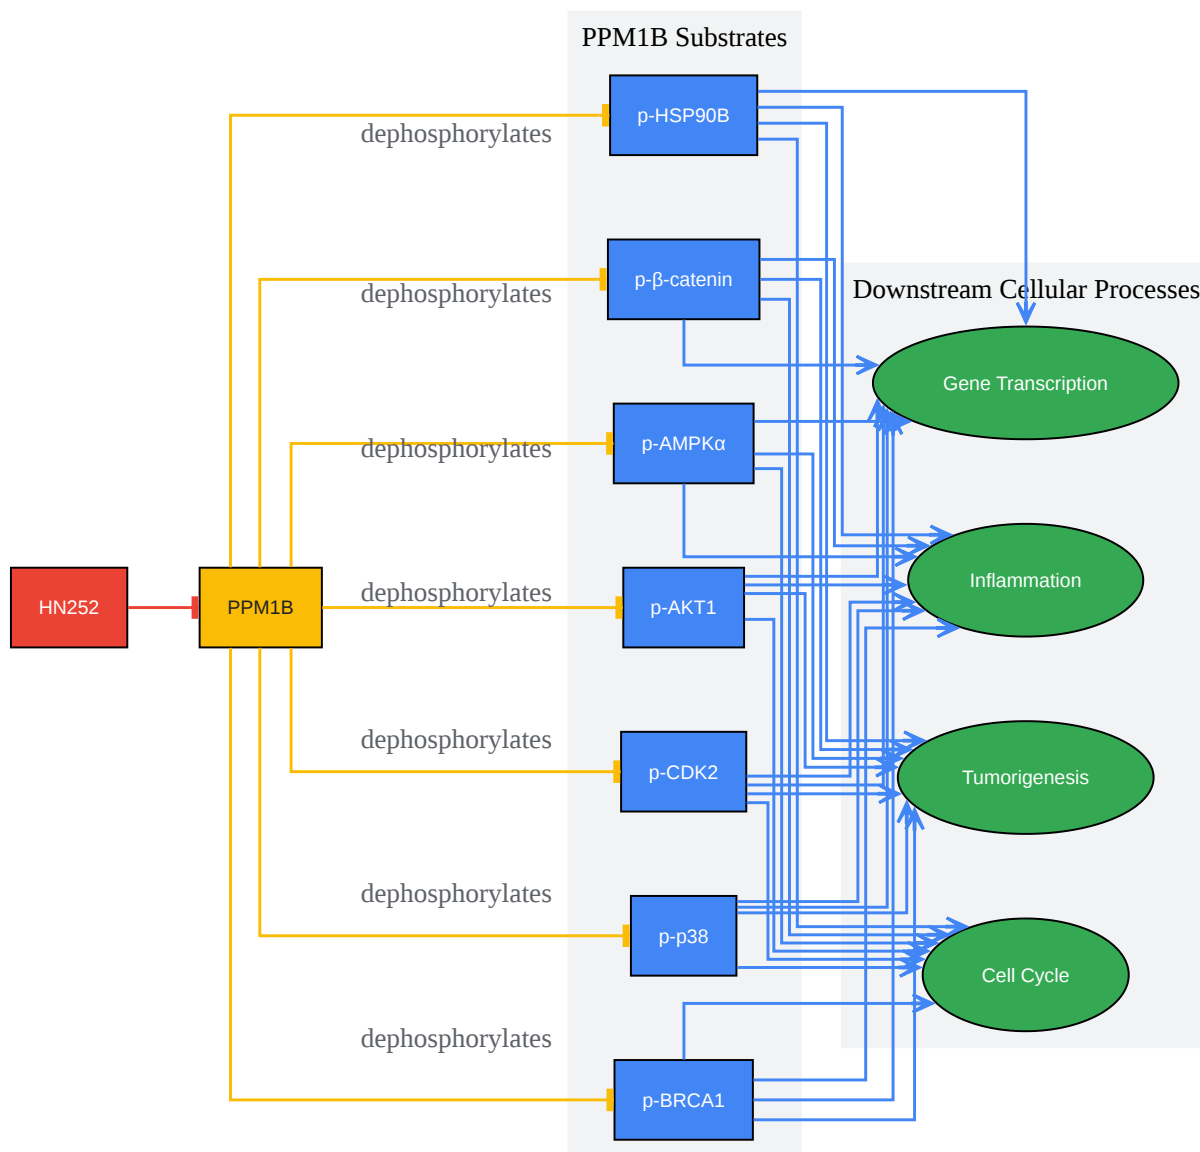 PPM1B Substrates
p-HSP90B
dephosphorylates
p-β-catenin
dephosphorylates
Downstream Cellular Processes
Gene Transcription
p-AMPKα
dephosphorylates
HN252
PPM1B
dephosphorylates
p-AKT1
Inflammation
dephosphorylates
p-CDK2
Tumorigenesis
dephosphorylates
p-p38
Cell Cycle
dephosphorylates
p-BRCA1